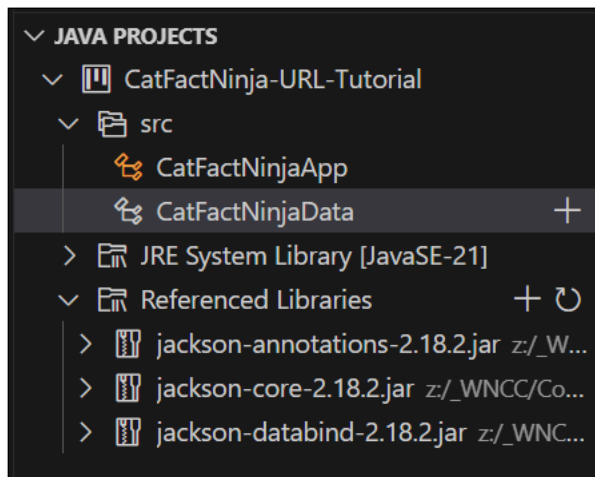 JAVA PROJECTS
CatFactNinja-URL-Tutorial
src
CatFactNinjaApp
CatFactNinjaData
JRE System Library [JavaSE-21]
Referenced Libraries
jackson-annotations-2.18.2.jar z:/_W...
jackson-core-2.18.2.jar z:/_WNCC/Co...
jackson-databind-2.18.2.jar z:/_WNC...